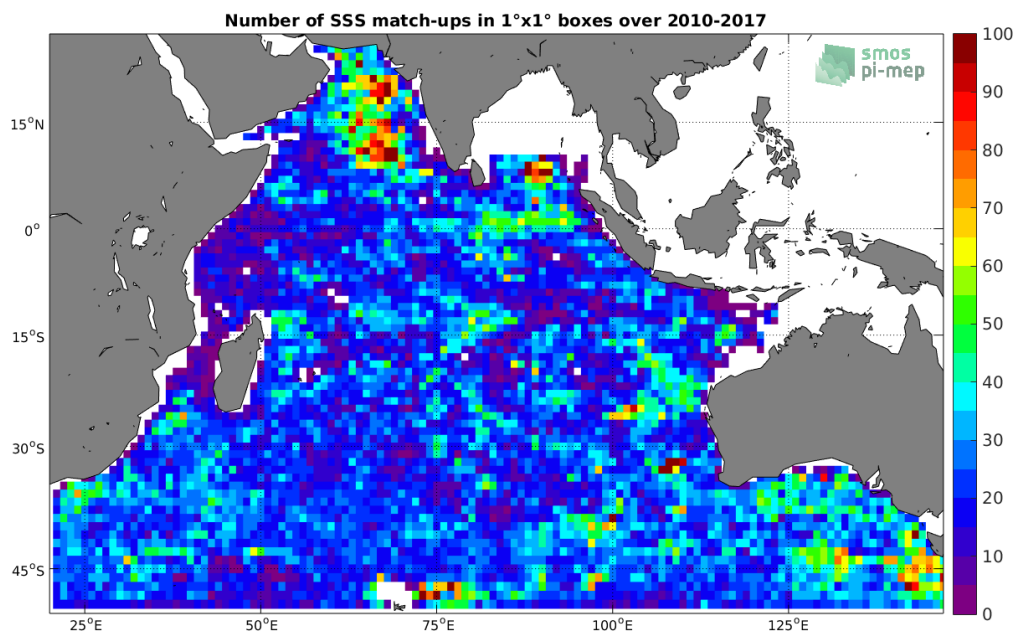 Number of SSS match-ups in 1°x1° boxes over 2010-2017
smos
pi-mep
100
90
80
70
60
50
40
30
20
10
0
15°N
0°
15°S
30°S
45°S
25°E
50°E
75°E
100°E
125°E